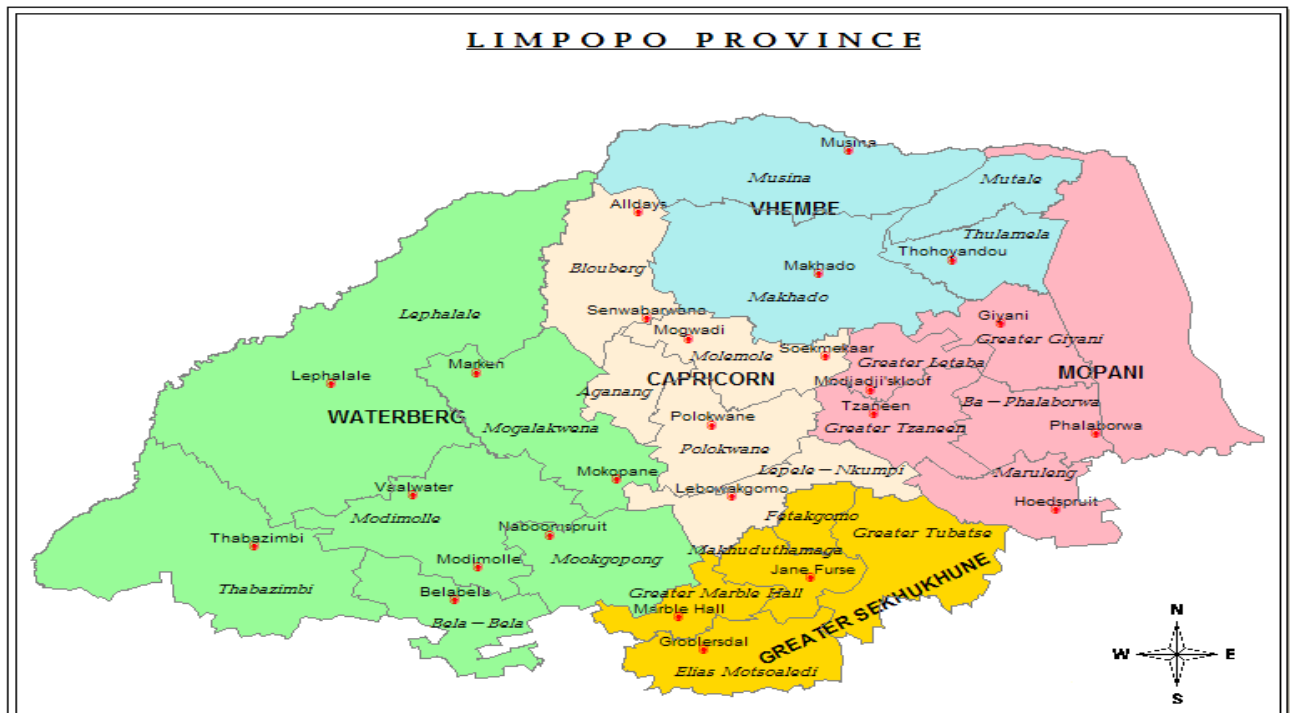 LIMPOPO PROVINCE
Musina
Musina
Mutale
Alldays
VHEMBE
Thulamela
Thohoyandou
Blouberg
Makhado
Makhado
Senwabarwano
Giyani
Lephalale
Mogwadi
Greater Giyani
Molemole
Soekmekaar
Marken
Greater Letaba
MOPANI
Lephalale
CAPRICORN
Aganang
Modjadji'skloof
Ba-Phalaborwa
WATERBERG
Polokwane
Tzaneen
Mogalakwena
Greater Tzaneen
Phalaborwa
Polokwane
Mokopane
Lepele-Nkumpi
Maruleng
Vaalwater
Lebowakgomo
Hoedspruit
Modimolle
Fetakgomo
Naboomspruit
Greater Tubatse
Thabazimbi
Makhuduthamaga
Modimolle
Mookgopong
Jane Furse
Thabazimbi
Belabela
Greater Marble Hall
Marble Hall
Bela-Bela
GREATER SEKHUKHUNE
Groblersdal
Elias Motsoaledi
N
W
E
S